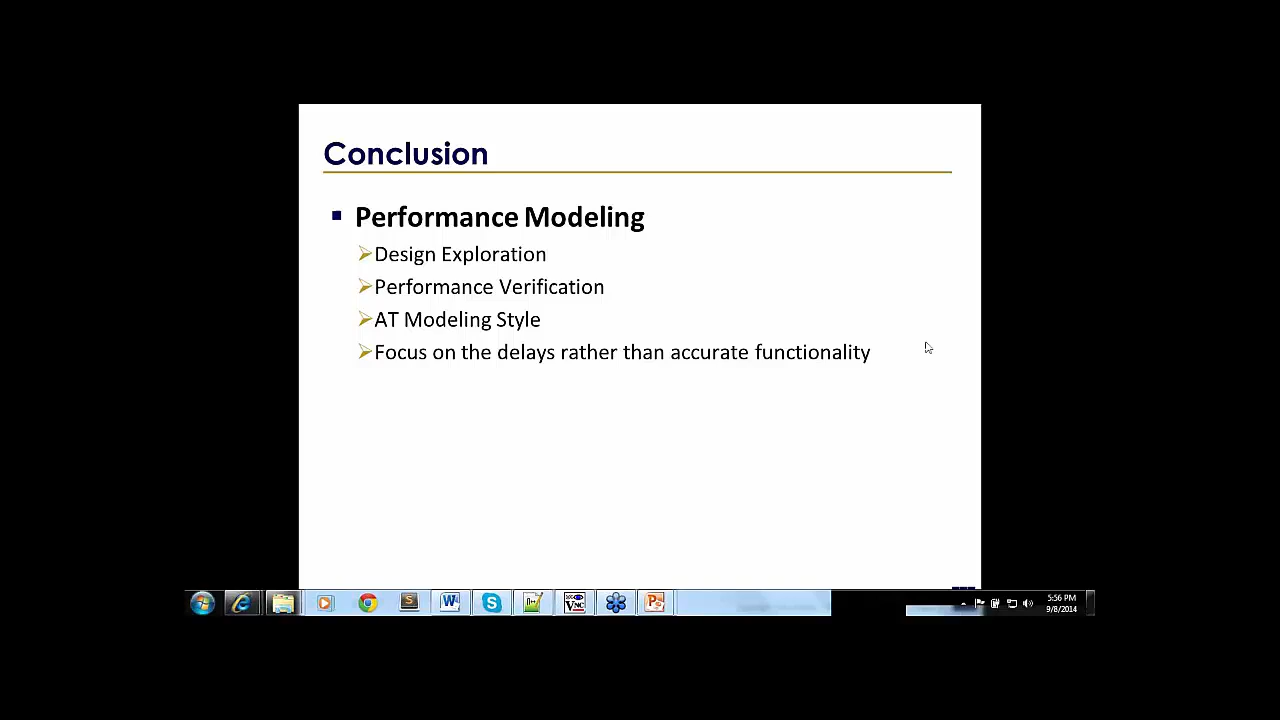 Conclusion
Performance Modeling
Design Exploration
Performance Verification
AT Modeling Style
Focus on the delays rather than accurate functionality
5:56 PM
9/8/2014